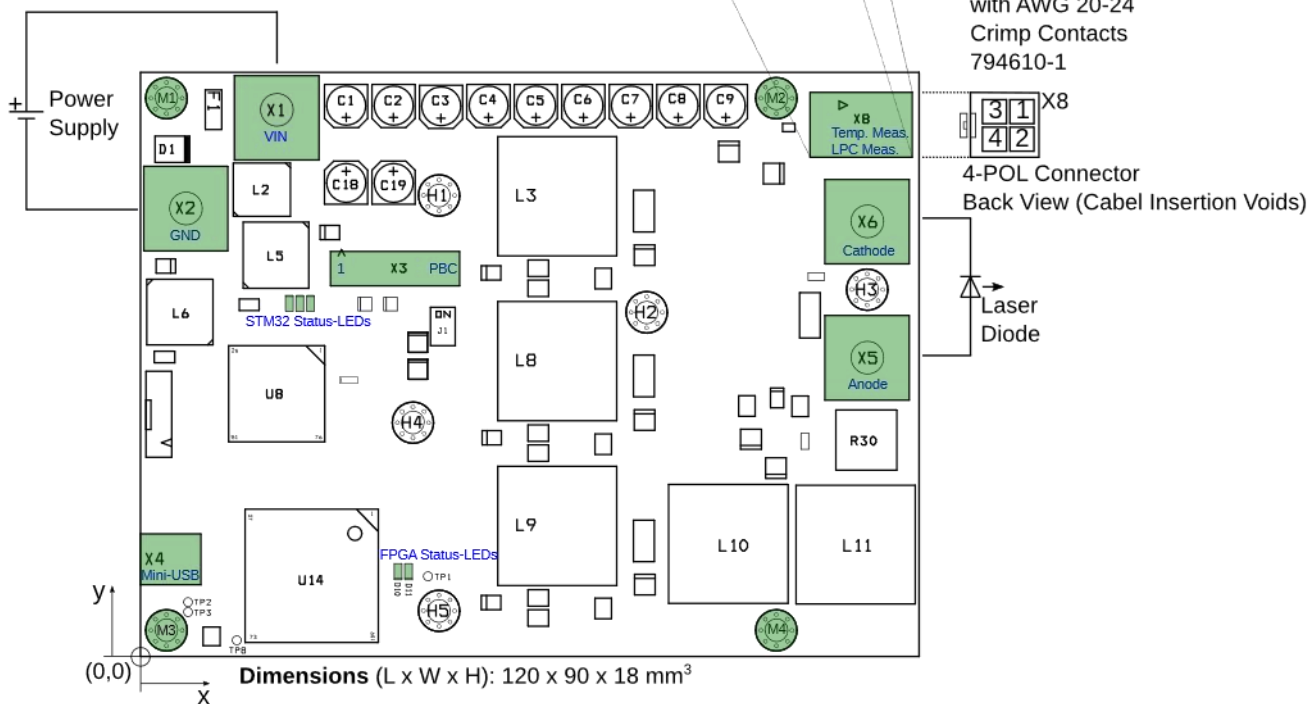 with AWG 20-24
Crimp Contacts
794610-1
+
Power
Supply
M1
F1
X1
VIN
C1
+
C2
+
C3
+
C4
+
C5
+
C6
+
C7
+
C8
+
C9
+
M2
X8
Temp. Meas.
LPC Meas.
3 1
4 2
X8
4-POL Connector
Back View (Cabel Insertion Voids)
D1
X2
GND
L2
+
C18
+
C19
H1
L3
X6
Cathode
L5
1 X3 PBC
H2
H3
Laser
Diode
L6
STM32 Status-LEDs
ON
J1
L8
X5
Anode
U8
H4
R30
L9
L10
L11
X4
Mini-USB
U14
FPGA Status-LEDs
D10
D11
TP1
H5
TP2
TP3
M3
TP8
M4
y
(0,0)
x
Dimensions (L x W x H): 120 x 90 x 18 mm³